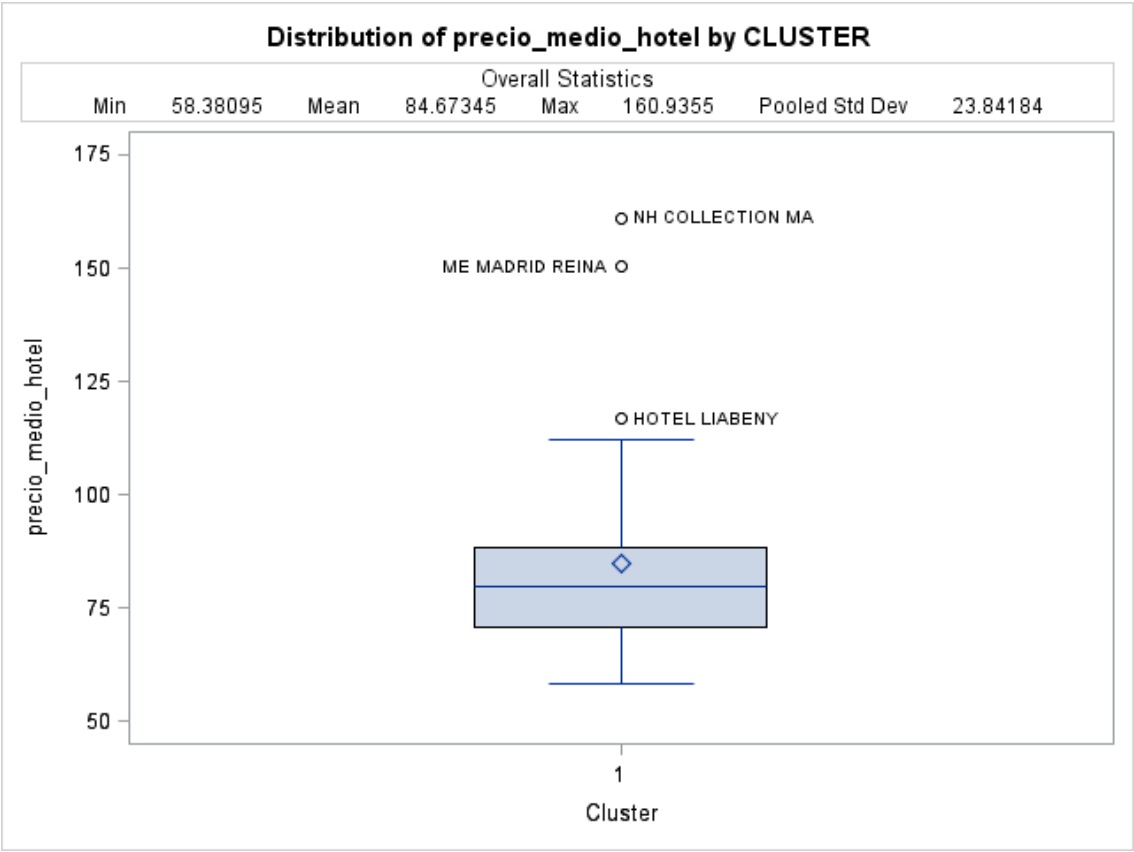 Distribution of precio_medio_hotel by CLUSTER
Overall Statistics
Min 58.38095 Mean 84.67345 Max 160.9355 Pooled Std Dev 23.84184
175
NH COLLECTION MA
150
ME MADRID REINA
125
HOTEL LIABENY
100
75
50
precio_medio_hotel
1
Cluster